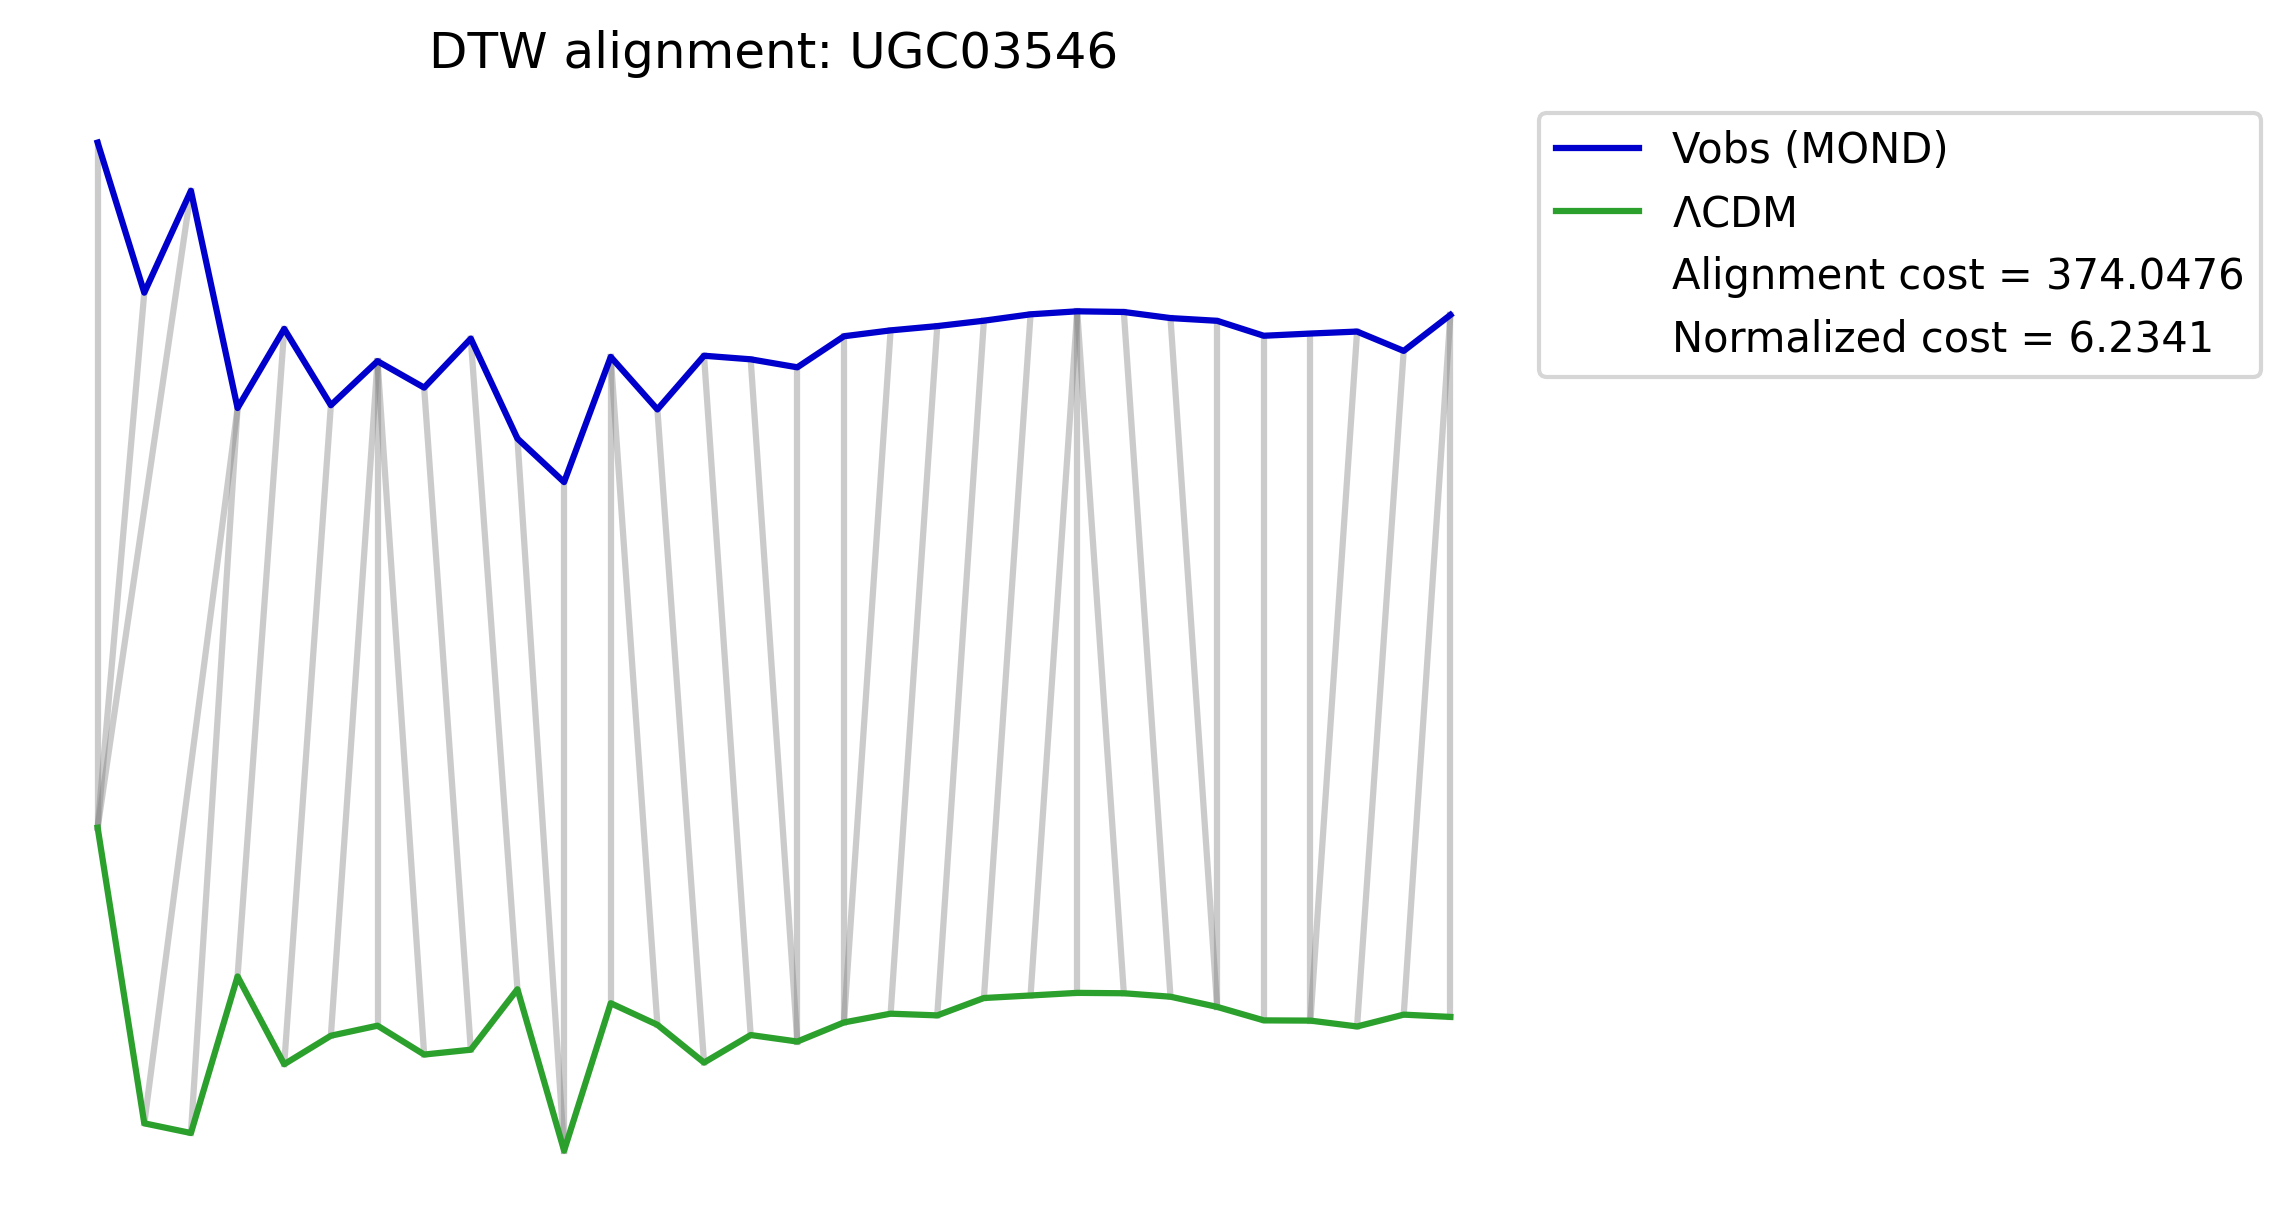 DTW alignment: UGC03546
Vobs (MOND)
ΛCDM
Alignment cost = 374.0476
Normalized cost = 6.2341